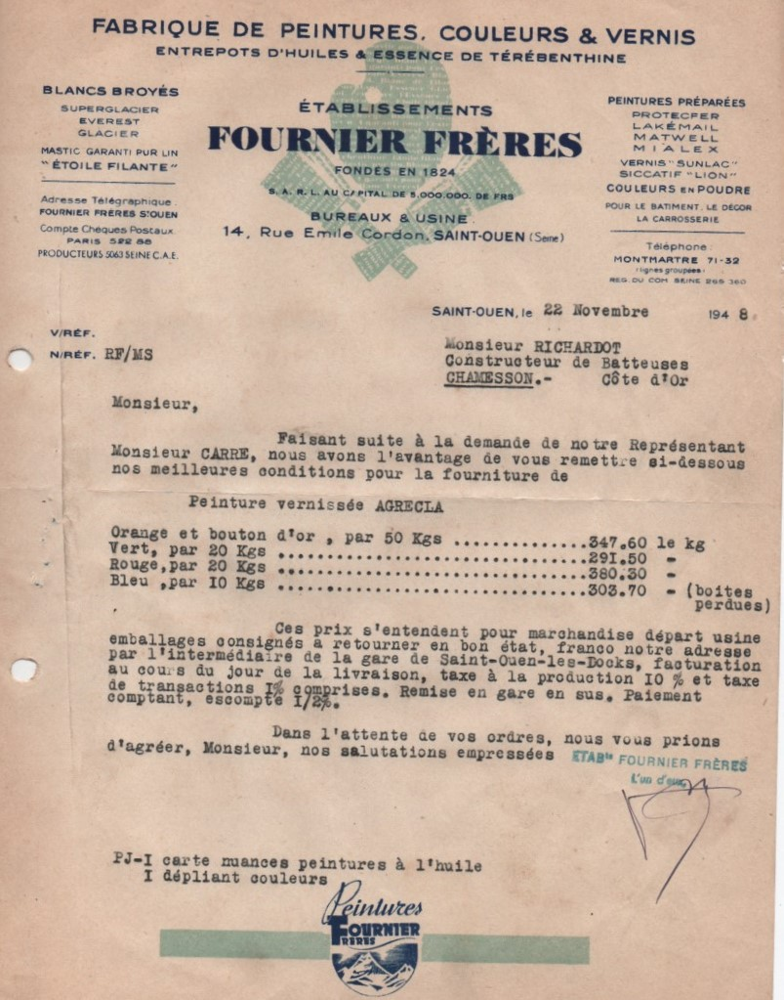 FABRIQUE DE PEINTURES, COULEURS & VERNIS
ENTREPOTS D'HUILES & ESSENCE DE TÉRÉBENTHINE
BLANCS BROYÉS
SUPERGLACIER
EVEREST
GLACIER
MASTIC GARANTI PUR LIN
"ÉTOILE FILANTE"
Adresse Télégraphique:
FOURNIER FRÈRES ST OUEN
Compte Chèques Postaux
PARIS 522 88
PRODUCTEURS 5063 SEINE C.A.E.
ÉTABLISSEMENTS
FOURNIER FRÈRES
FONDÉS EN 1824
S.A.R.L. AU CAPITAL DE 5.000.000. DE FRS
BUREAUX & USINE
14, Rue Emile Cordon, SAINT-OUEN (Seine)
PEINTURES PRÉPARÉES
PROTECFER
LAKÉMAIL
MATWELL
MIALEX
VERNIS "SUNLAC"
SICCATIF "LION"
COULEURS EN POUDRE
POUR LE BATIMENT, LE DÉCOR
LA CARROSSERIE
Téléphone:
MONTMARTRE 71-32
(lignes groupées)
REG. DU COM SEINE 265 360
SAINT-OUEN, le 22 Novembre 1948.
V/RÉF.
N/RÉF. RF/MS
Monsieur RICHARDOT
Constructeur de Batteuses
CHAMESSON.- Côte d'Or
Monsieur,
Faisant suite à la demande de notre Représentant
Monsieur CARRE, nous avons l'avantage de vous remettre si-dessous
nos meilleures conditions pour la fourniture de
Peinture vernissée AGRECLA
Orange et bouton d'or , par 50 Kgs ..............347.60 le kg
Vert, par 20 Kgs ................................291.50 -
Rouge,par 20 Kgs ................................380.30 -
Bleu ,par I0 Kgs ................................303.70 - (boites
perdues)
Ces prix s'entendent pour marchandise départ usine
emballages consignés à retourner en bon état, franco notre adresse
par l'intermédiaire de la gare de Saint-Ouen-les-Docks, facturation
au cours du jour de la livraison, taxe à la production I0 % et taxe
de transactions I% comprises. Remise en gare en sus. Paiement
comptant, escompte I/2%.
Dans l'attente de vos ordres, nous vous prions
d'agréer, Monsieur, nos salutations empressées
ETABts FOURNIER FRÈRES
L'un d'eux,
PJ-I carte nuances peintures à l'huile
I dépliant couleurs
Peintures
FOURNIER
FRÈRES